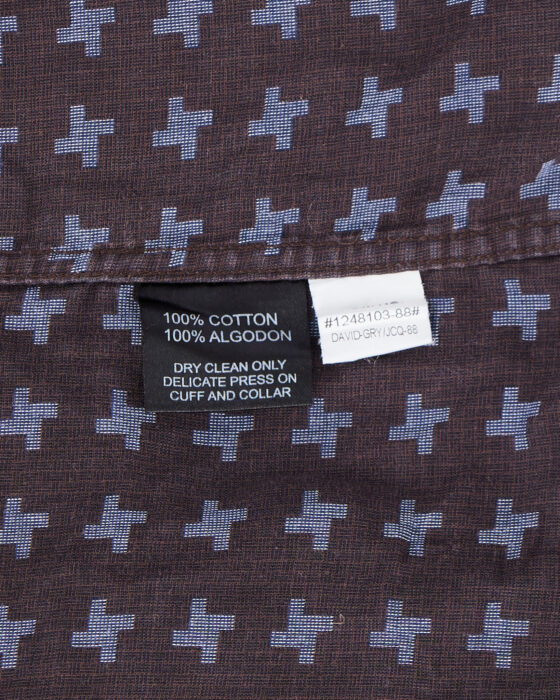 100% COTTON
100% ALGODON
DRY CLEAN ONLY
DELICATE PRESS ON
CUFF AND COLLAR
#1248103-88#
DAVID-GRY/JCQ-88